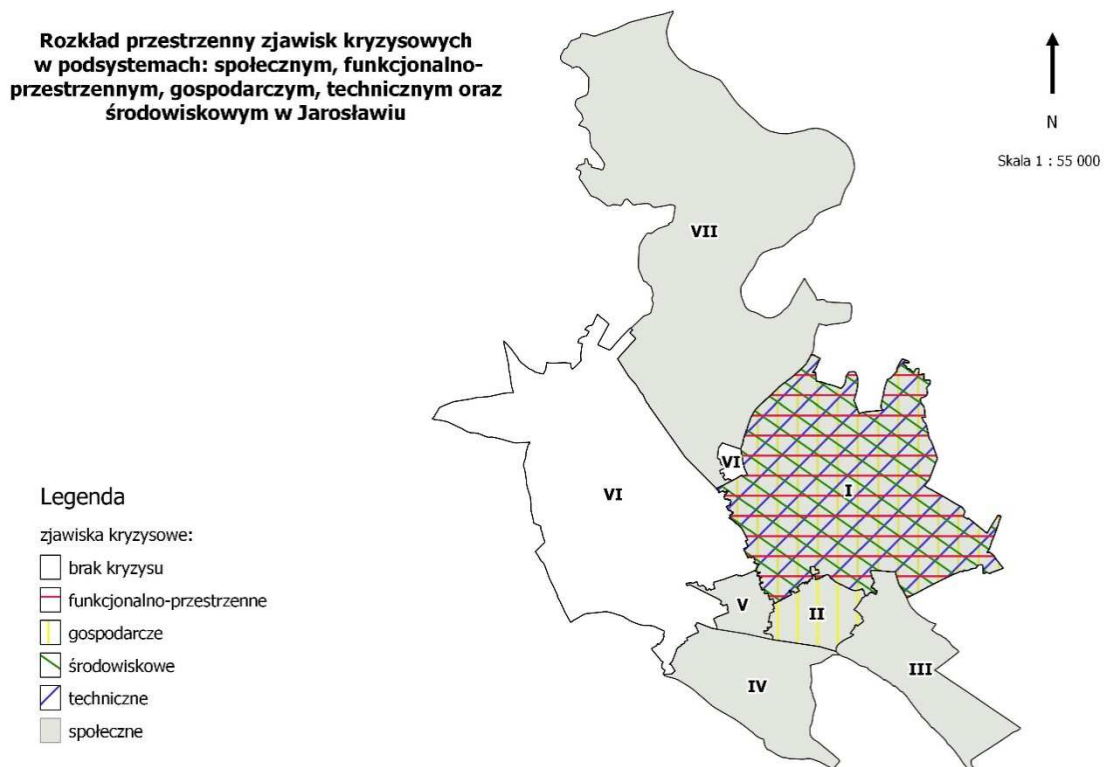 Rozkład przestrzenny zjawisk kryzysowych
w podsystemach: społecznym, funkcjonalno-
przestrzennym, gospodarczym, technicznym oraz
środowiskowym w Jarosławiu
N
Skala 1 : 55 000
VII
VI
I
VI
V
II
III
IV
Legenda
zjawiska kryzysowe:
brak kryzysu
funkcjonalno-przestrzenne
gospodarcze
środowiskowe
techniczne
społeczne